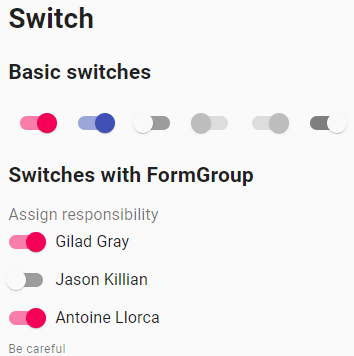 Switch
Basic switches
Switches with FormGroup
Assign responsibility
Gilad Gray
Jason Killian
Antoine Llorca
Be careful